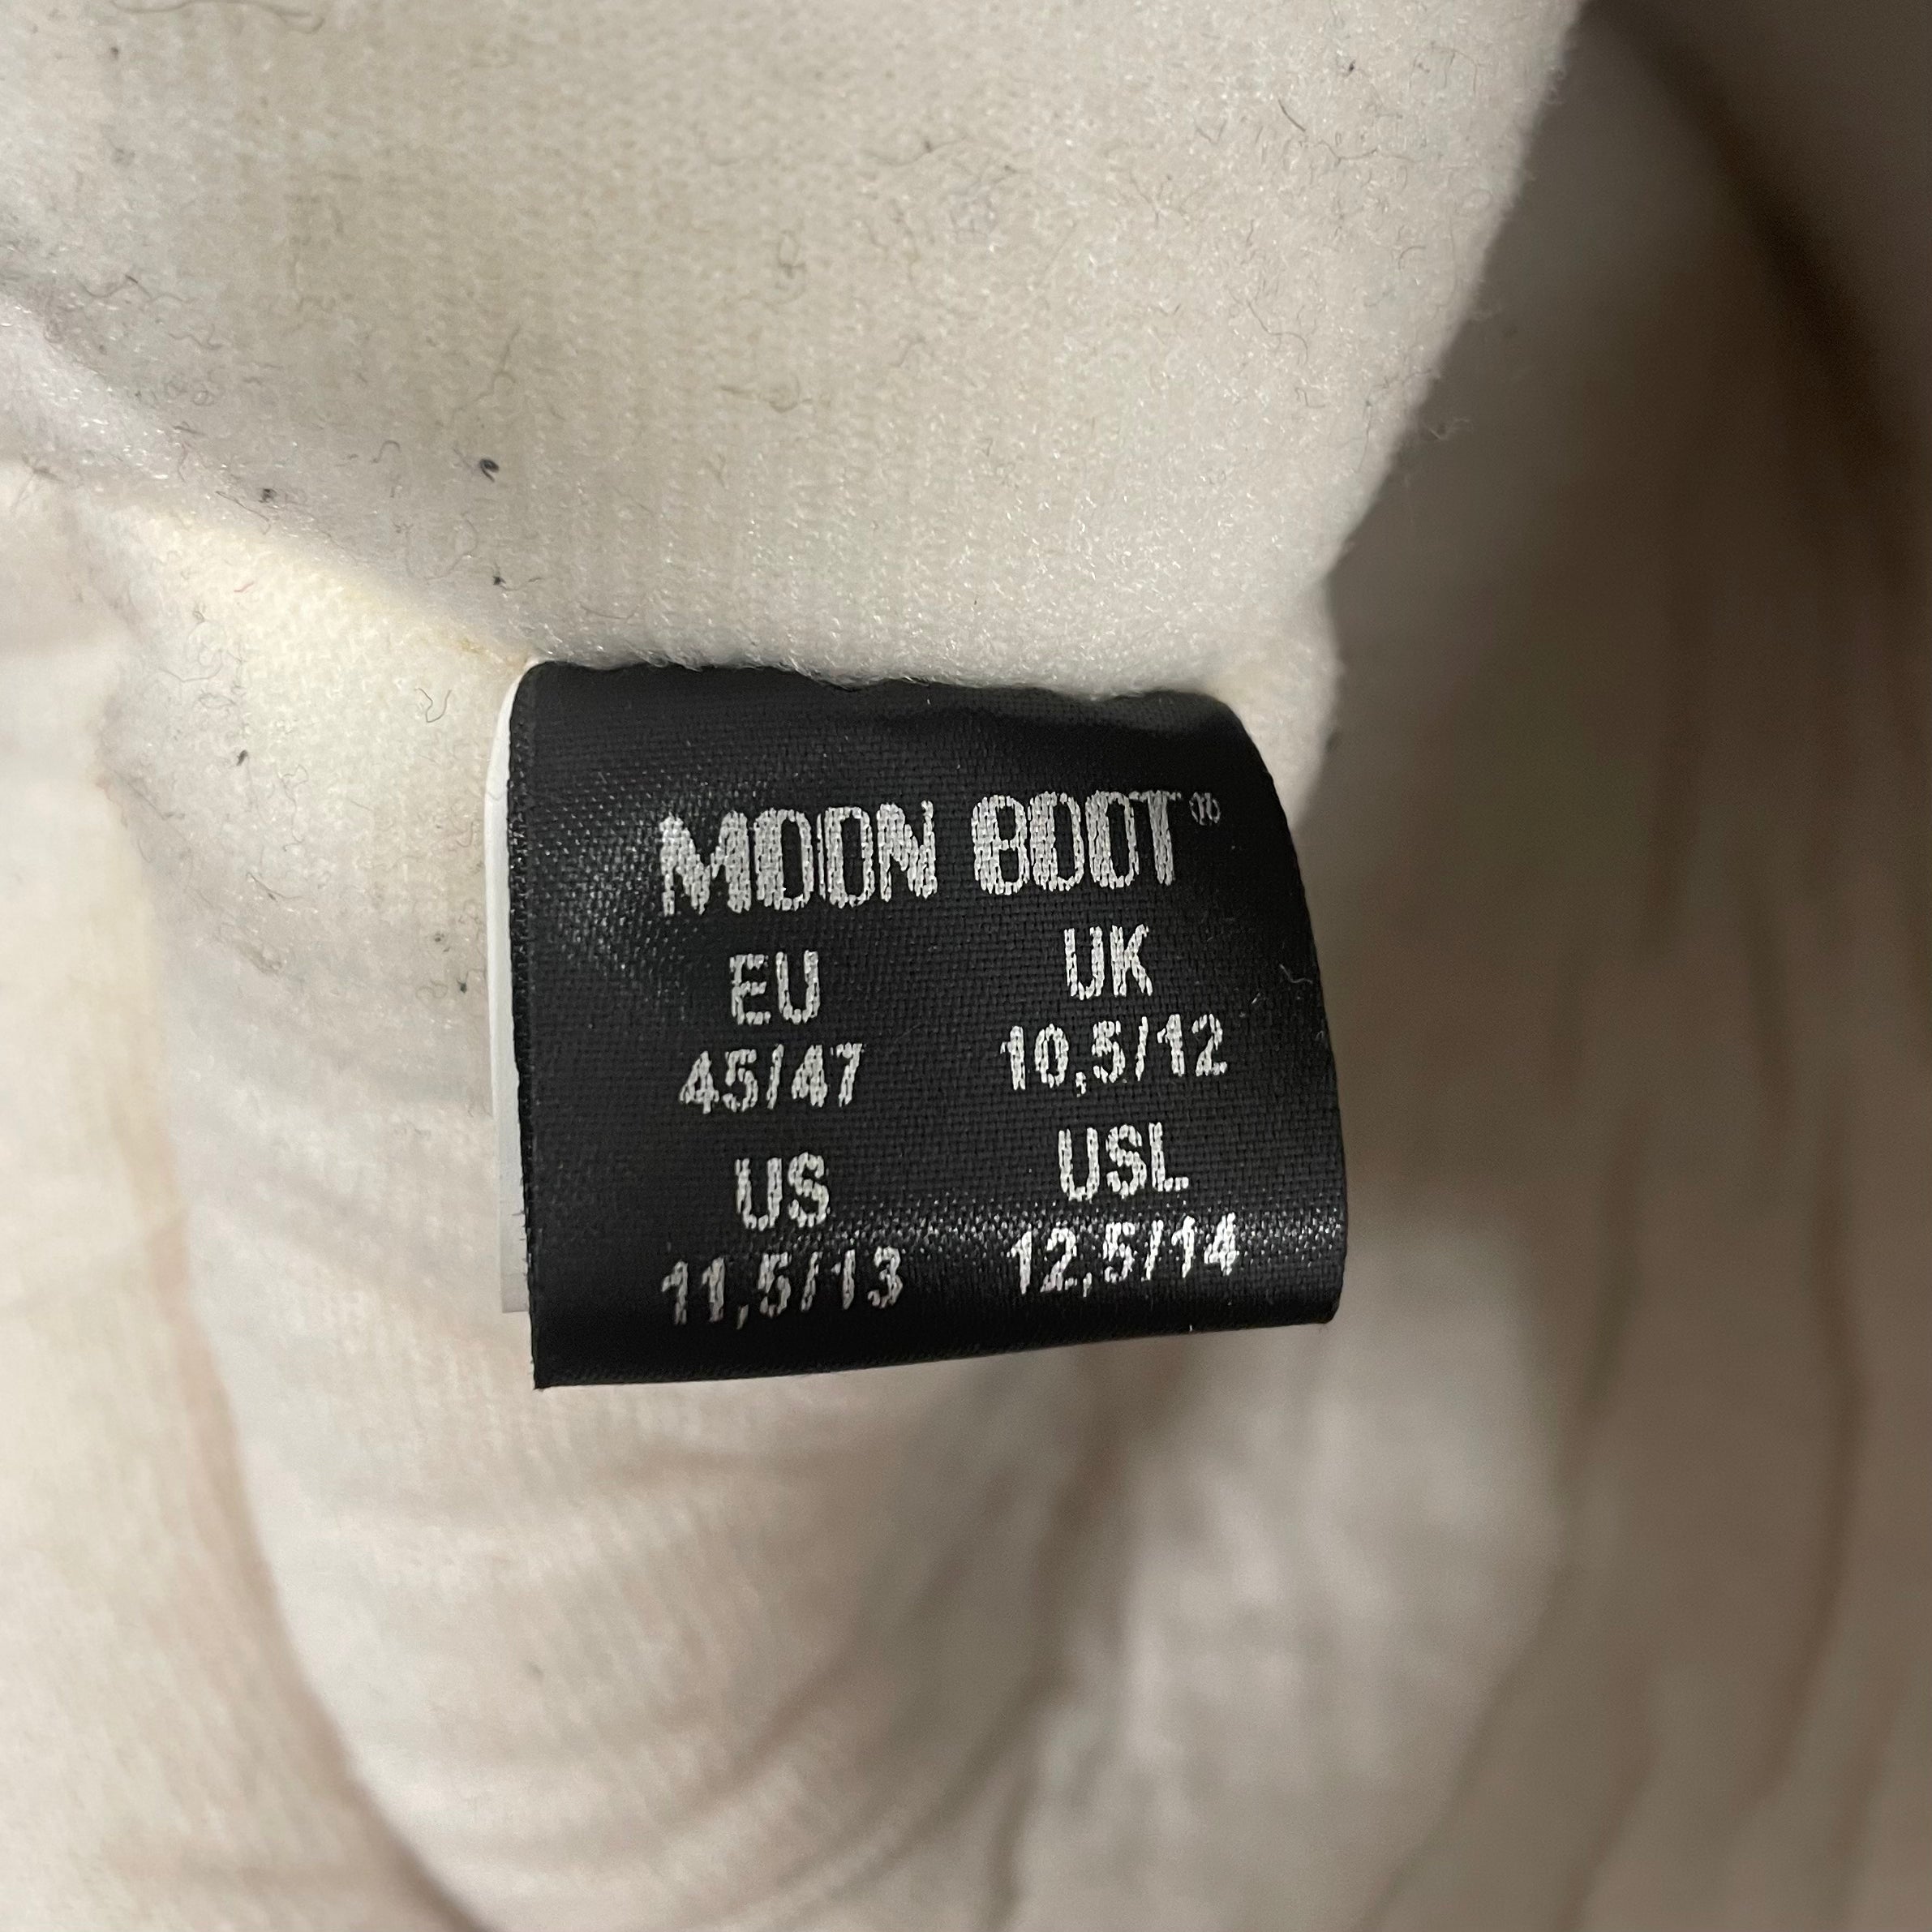 MOON BOOT®
EU UK
45/47 10,5/12
US USL
11,5/13 12,5/14